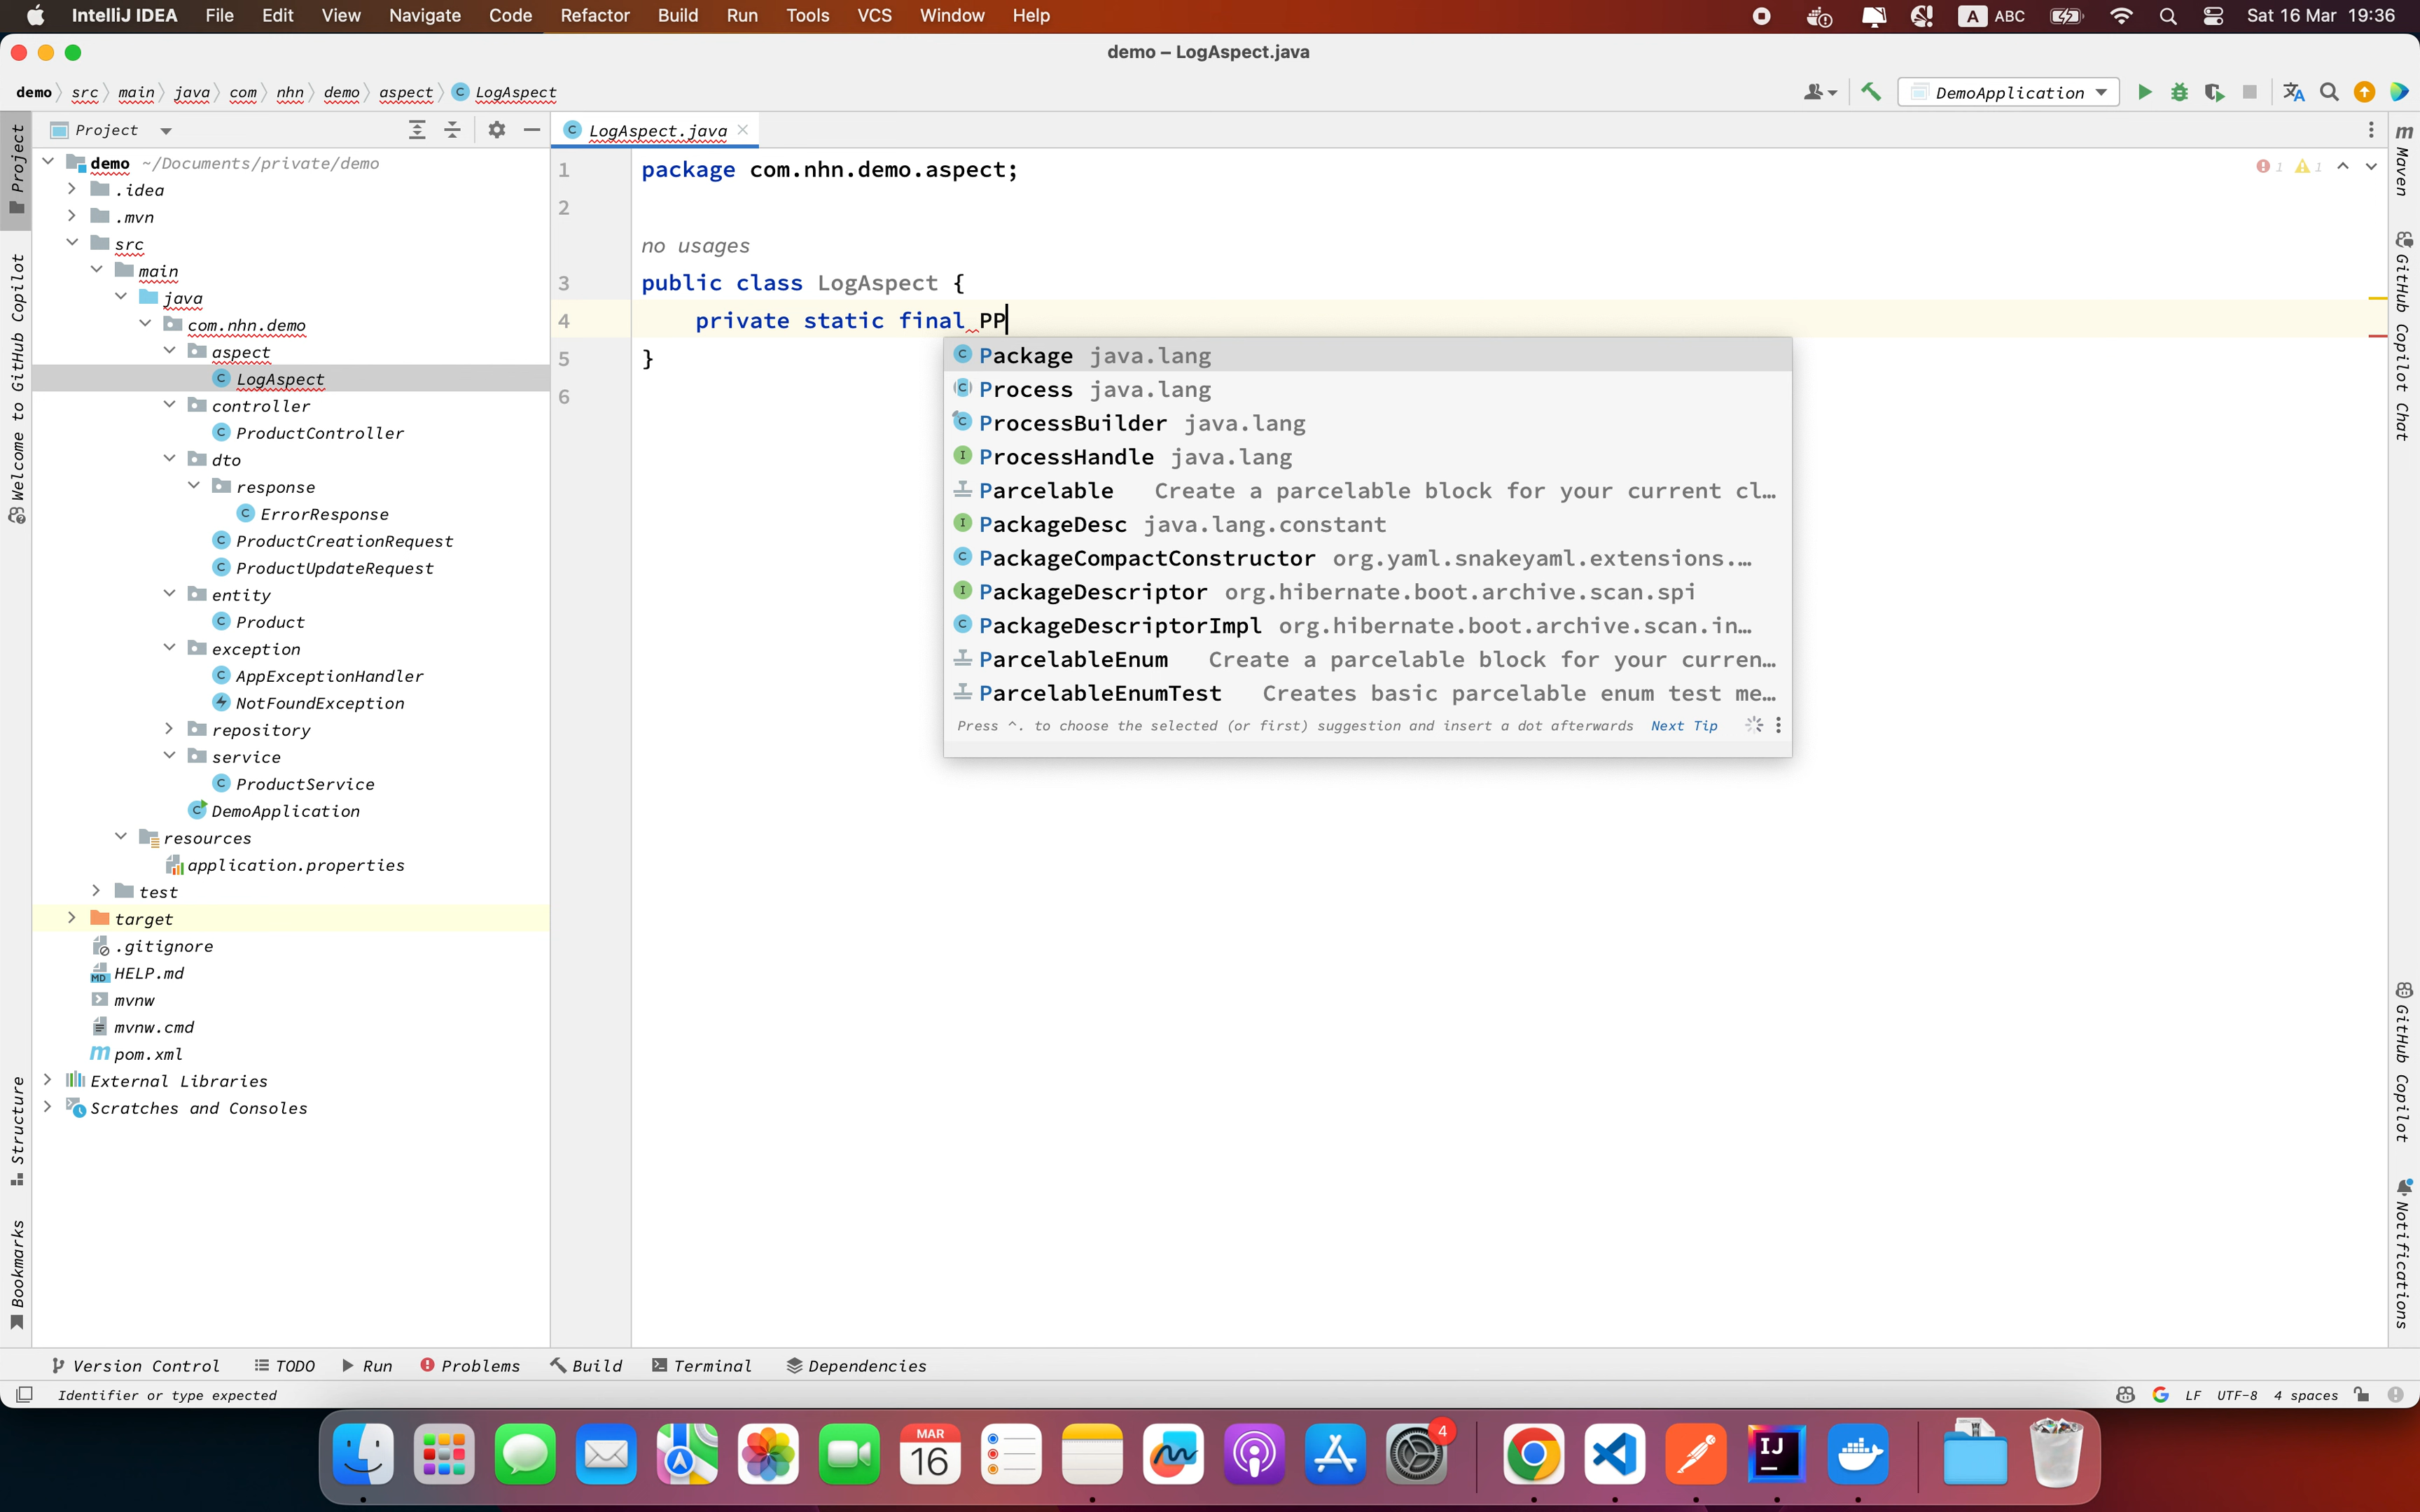 IntelliJ IDEA File Edit View Navigate Code Refactor Build Run Tools VCS Window Help A ABC Sat 16 Mar 19:36
demo – LogAspect.java
demo src main java com nhn demo aspect LogAspect DemoApplication
Project
LogAspect.java
demo ~/Documents/private/demo
.idea
.mvn
src
main
java
com.nhn.demo
aspect
LogAspect
controller
ProductController
dto
response
ErrorResponse
ProductCreationRequest
ProductUpdateRequest
entity
Product
exception
AppExceptionHandler
NotFoundException
repository
service
ProductService
DemoApplication
resources
application.properties
test
target
.gitignore
HELP.md
mvnw
mvnw.cmd
pom.xml
External Libraries
Scratches and Consoles
1 package com.nhn.demo.aspect;
2
no usages
3 public class LogAspect {
4 private static final PP
5 }
6
1 1
Package java.lang
Process java.lang
ProcessBuilder java.lang
ProcessHandle java.lang
Parcelable Create a parcelable block for your current cl…
PackageDesc java.lang.constant
PackageCompactConstructor org.yaml.snakeyaml.extensions.…
PackageDescriptor org.hibernate.boot.archive.scan.spi
PackageDescriptorImpl org.hibernate.boot.archive.scan.in…
ParcelableEnum Create a parcelable block for your curren…
ParcelableEnumTest Creates basic parcelable enum test me…
Press ^. to choose the selected (or first) suggestion and insert a dot afterwards Next Tip
Project
Welcome to GitHub Copilot
Structure
Bookmarks
Maven
GitHub Copilot Chat
GitHub Copilot
Notifications
Version Control TODO Run Problems Build Terminal Dependencies
Identifier or type expected LF UTF-8 4 spaces
MAR
16
4
IJ